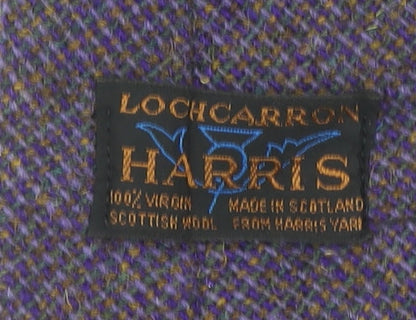 LOCHCARRON
HARRIS
100% VIRGIN MADE IN SCOTLAND
SCOTTISH WOOL FROM HARRIS YARN